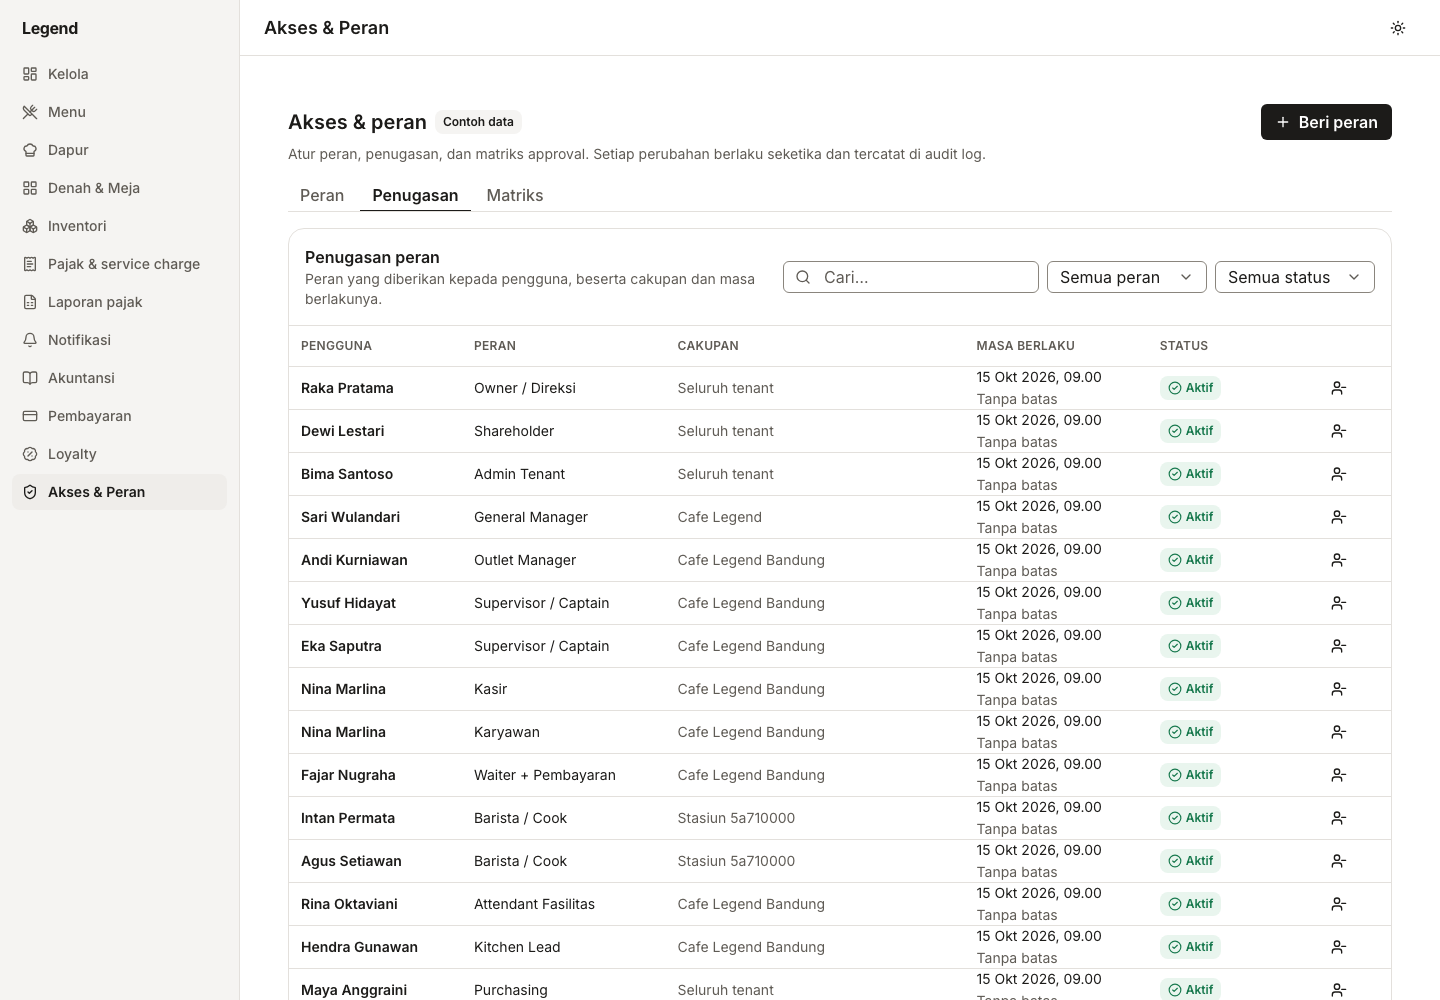 Legend
Kelola
Menu
Dapur
Denah & Meja
Inventori
Pajak & service charge
Laporan pajak
Notifikasi
Akuntansi
Pembayaran
Loyalty
Akses & Peran
Akses & Peran
Akses & peran Contoh data
Beri peran
Atur peran, penugasan, dan matriks approval. Setiap perubahan berlaku seketika dan tercatat di audit log.
Peran Penugasan Matriks
Penugasan peran
Peran yang diberikan kepada pengguna, beserta cakupan dan masa
berlakunya.
Cari... Semua peran Semua status
PENGGUNA PERAN CAKUPAN MASA BERLAKU STATUS
Raka Pratama Owner / Direksi Seluruh tenant 15 Okt 2026, 09.00 Aktif
Tanpa batas
Dewi Lestari Shareholder Seluruh tenant 15 Okt 2026, 09.00 Aktif
Tanpa batas
Bima Santoso Admin Tenant Seluruh tenant 15 Okt 2026, 09.00 Aktif
Tanpa batas
Sari Wulandari General Manager Cafe Legend 15 Okt 2026, 09.00 Aktif
Tanpa batas
Andi Kurniawan Outlet Manager Cafe Legend Bandung 15 Okt 2026, 09.00 Aktif
Tanpa batas
Yusuf Hidayat Supervisor / Captain Cafe Legend Bandung 15 Okt 2026, 09.00 Aktif
Tanpa batas
Eka Saputra Supervisor / Captain Cafe Legend Bandung 15 Okt 2026, 09.00 Aktif
Tanpa batas
Nina Marlina Kasir Cafe Legend Bandung 15 Okt 2026, 09.00 Aktif
Tanpa batas
Nina Marlina Karyawan Cafe Legend Bandung 15 Okt 2026, 09.00 Aktif
Tanpa batas
Fajar Nugraha Waiter + Pembayaran Cafe Legend Bandung 15 Okt 2026, 09.00 Aktif
Tanpa batas
Intan Permata Barista / Cook Stasiun 5a710000 15 Okt 2026, 09.00 Aktif
Tanpa batas
Agus Setiawan Barista / Cook Stasiun 5a710000 15 Okt 2026, 09.00 Aktif
Tanpa batas
Rina Oktaviani Attendant Fasilitas Cafe Legend Bandung 15 Okt 2026, 09.00 Aktif
Tanpa batas
Hendra Gunawan Kitchen Lead Cafe Legend Bandung 15 Okt 2026, 09.00 Aktif
Tanpa batas
Maya Anggraini Purchasing Seluruh tenant 15 Okt 2026, 09.00 Aktif
Tanpa batas